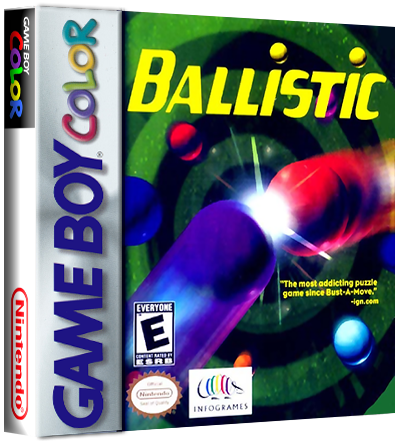 GAME BOY
COLOR
Nintendo
GAME BOY COLOR
BALLISTIC
"The most addicting puzzle
game since Bust-A-Move."
-ign.com
EVERYONE
E
CONTENT RATED BY
ESRB
Official
Nintendo
Seal of Quality
INFOGRAMES